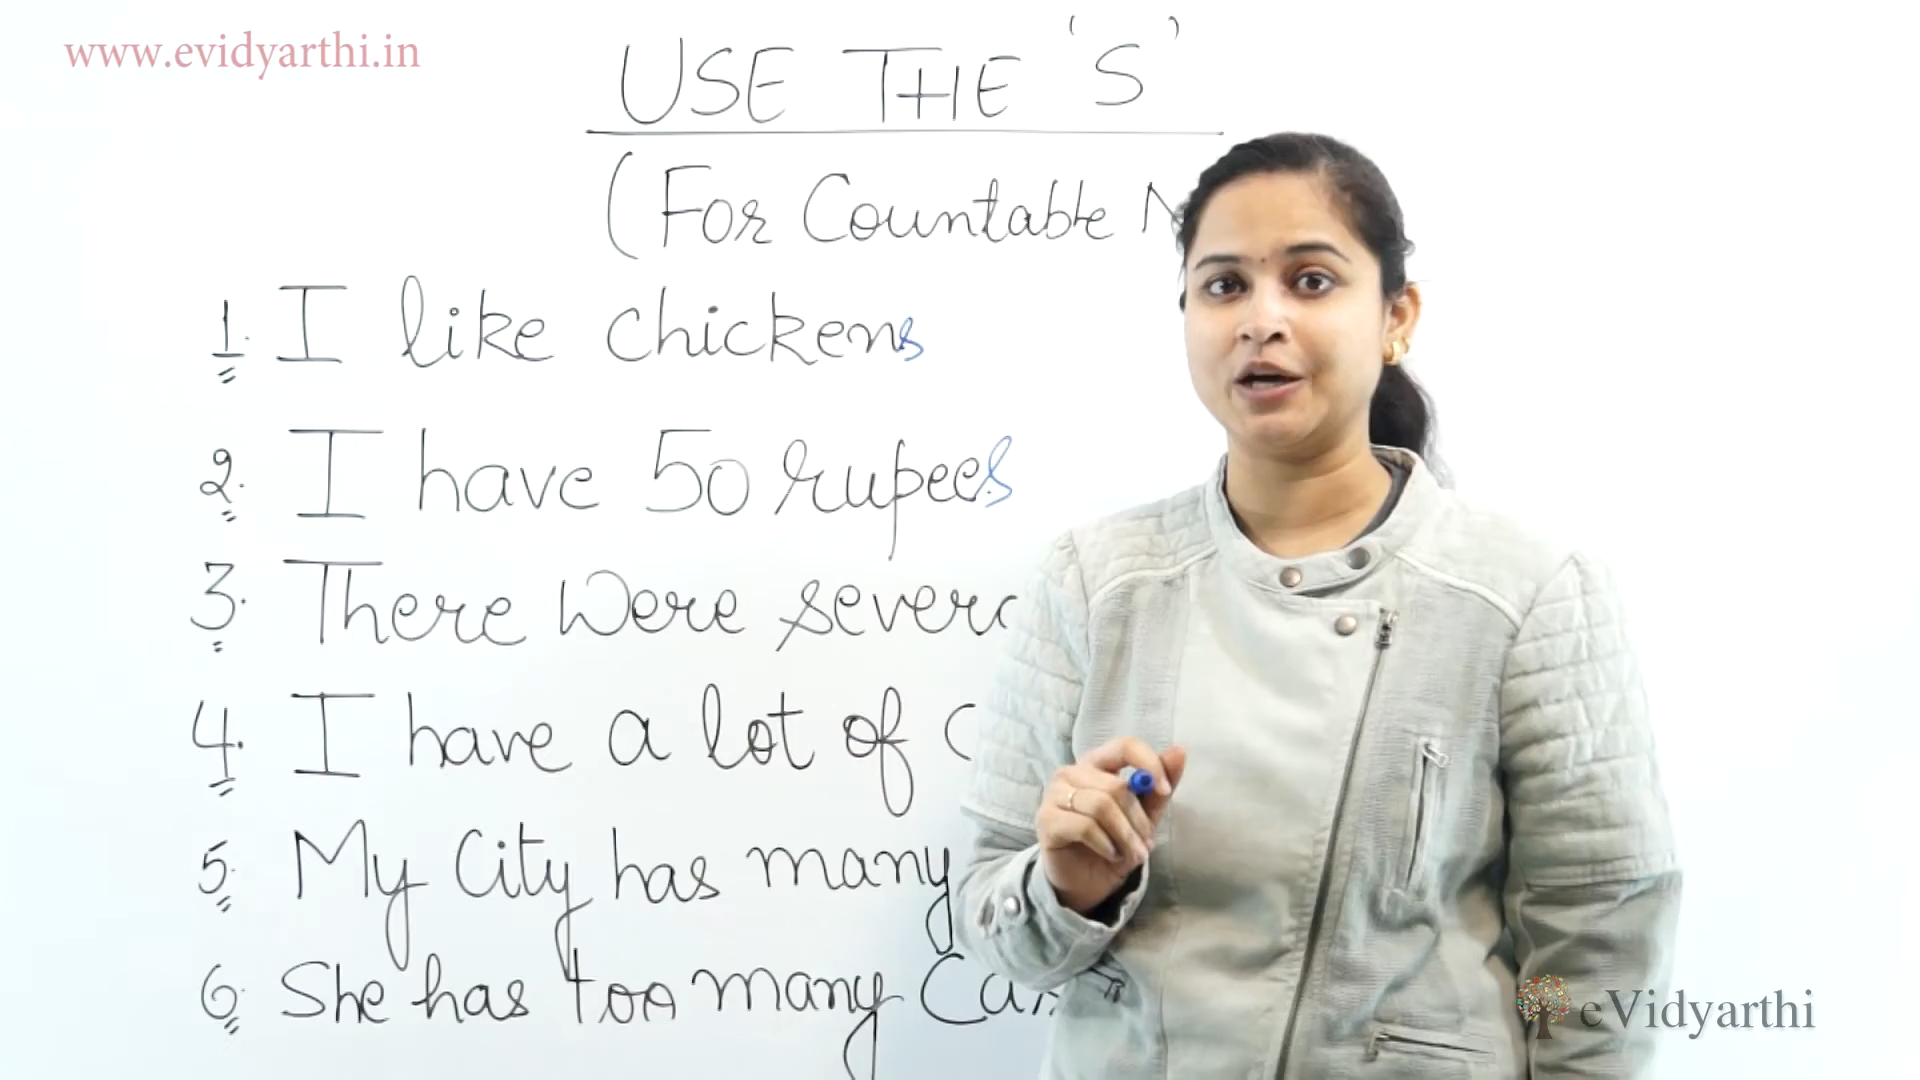 www.evidyarthi.in
USE THE 'S'
(For Countable N
1. I like chickens
2. I have 50 rupees
3. There were
4. I have a lot of
5. My City has many
6. She has too many
eVidyarthi